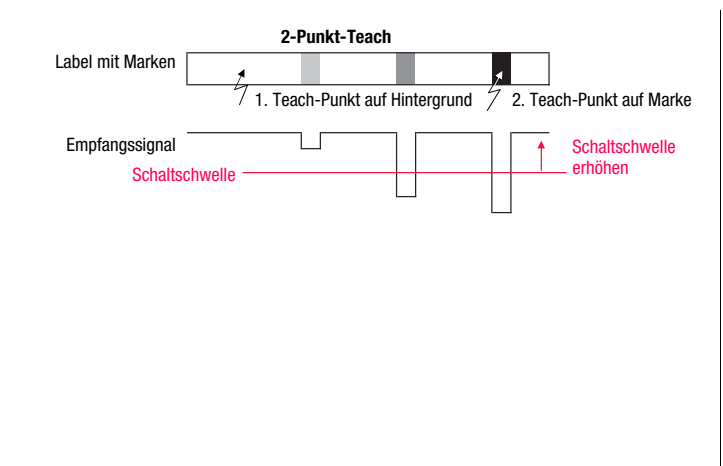 2-Punkt-Teach
Label mit Marken
1. Teach-Punkt auf Hintergrund
2. Teach-Punkt auf Marke
Empfangssignal
Schaltschwelle
erhöhen
Schaltschwelle